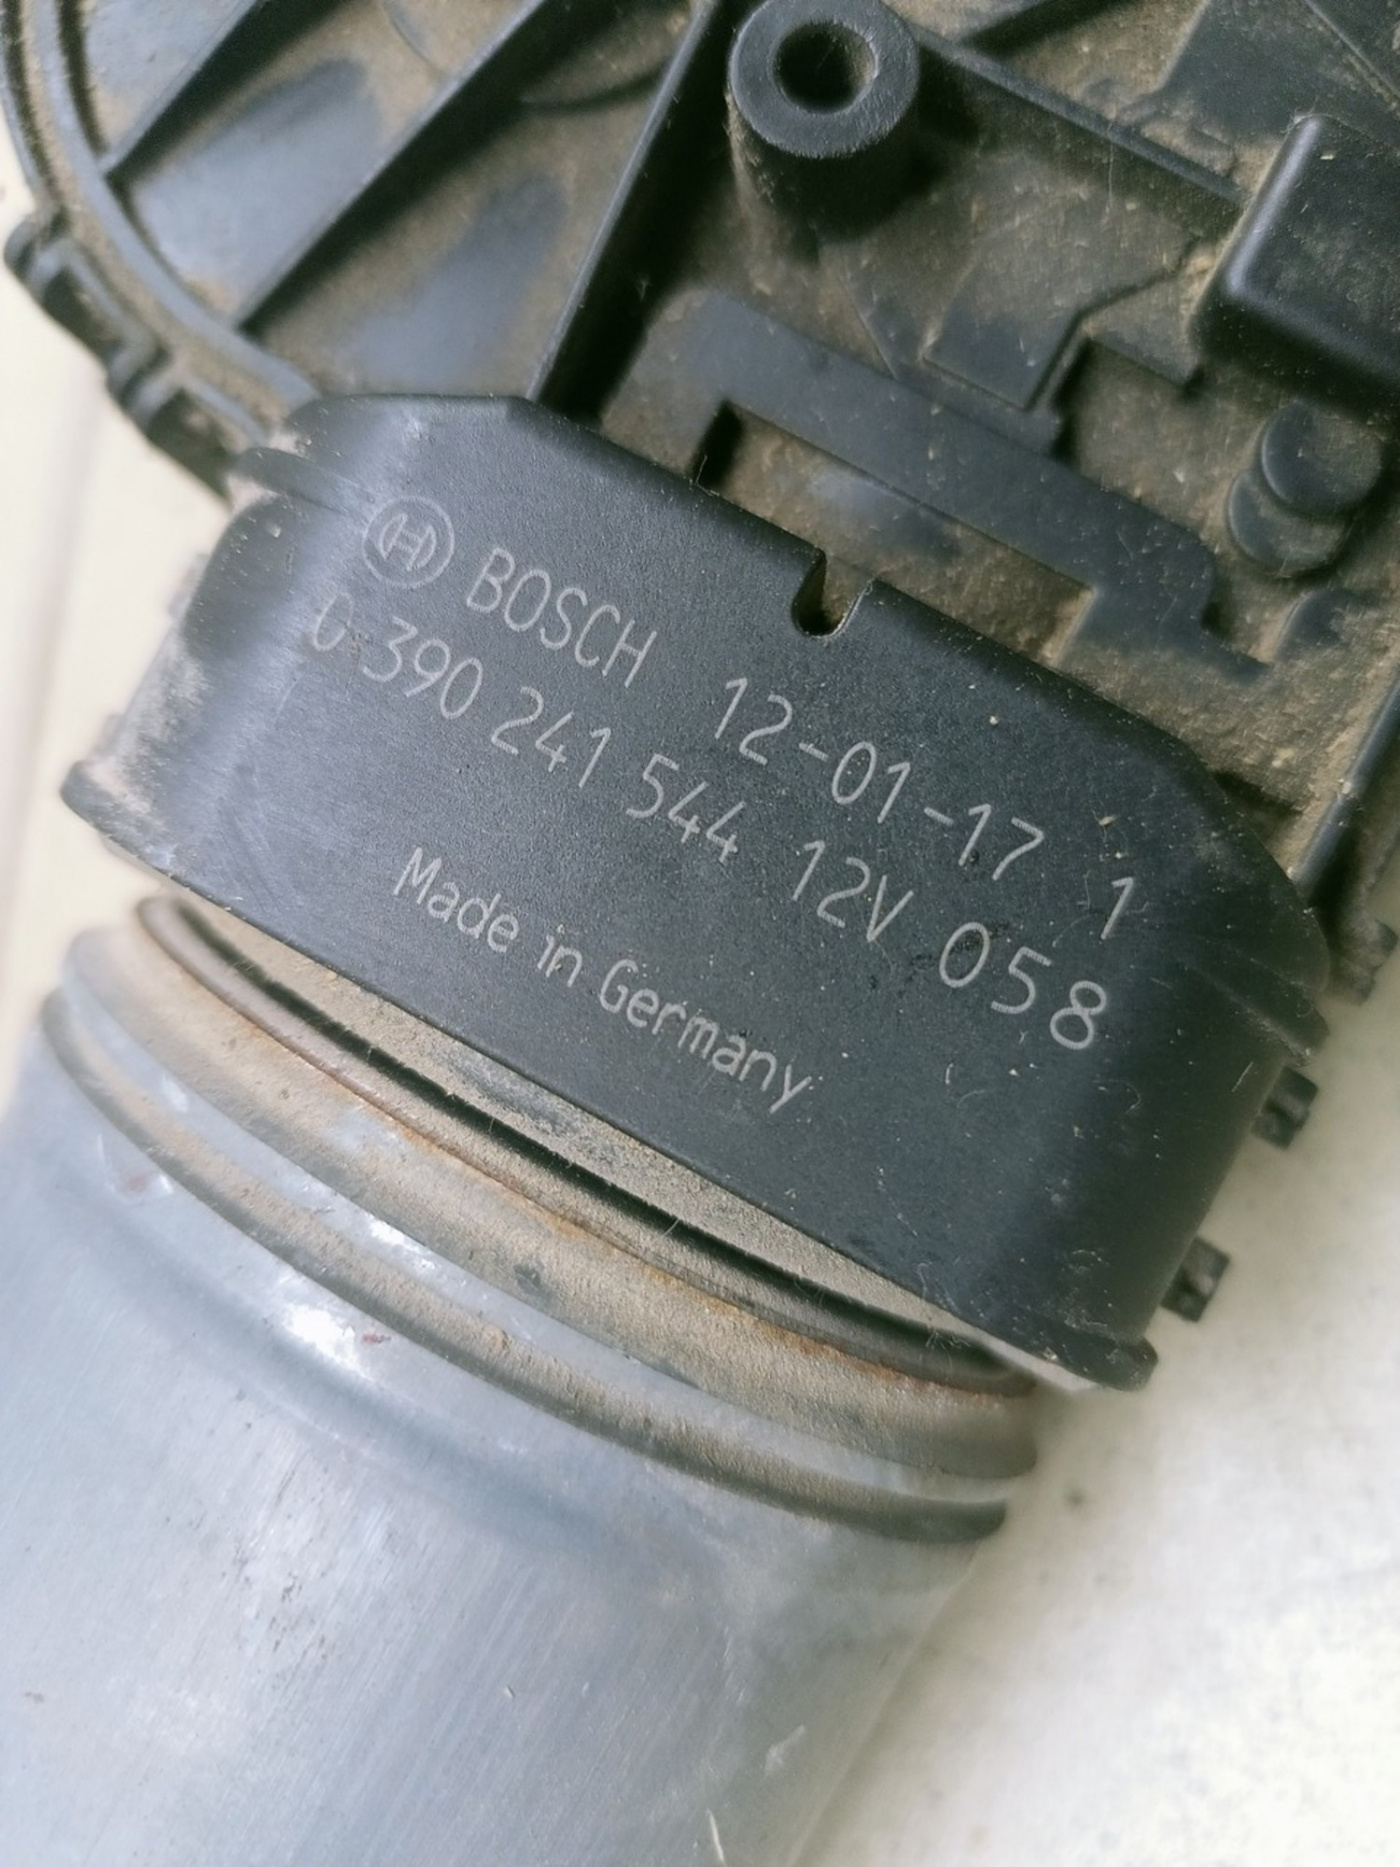 BOSCH 12-01-17 1
0 390 241 544 12V 058
Made in Germany